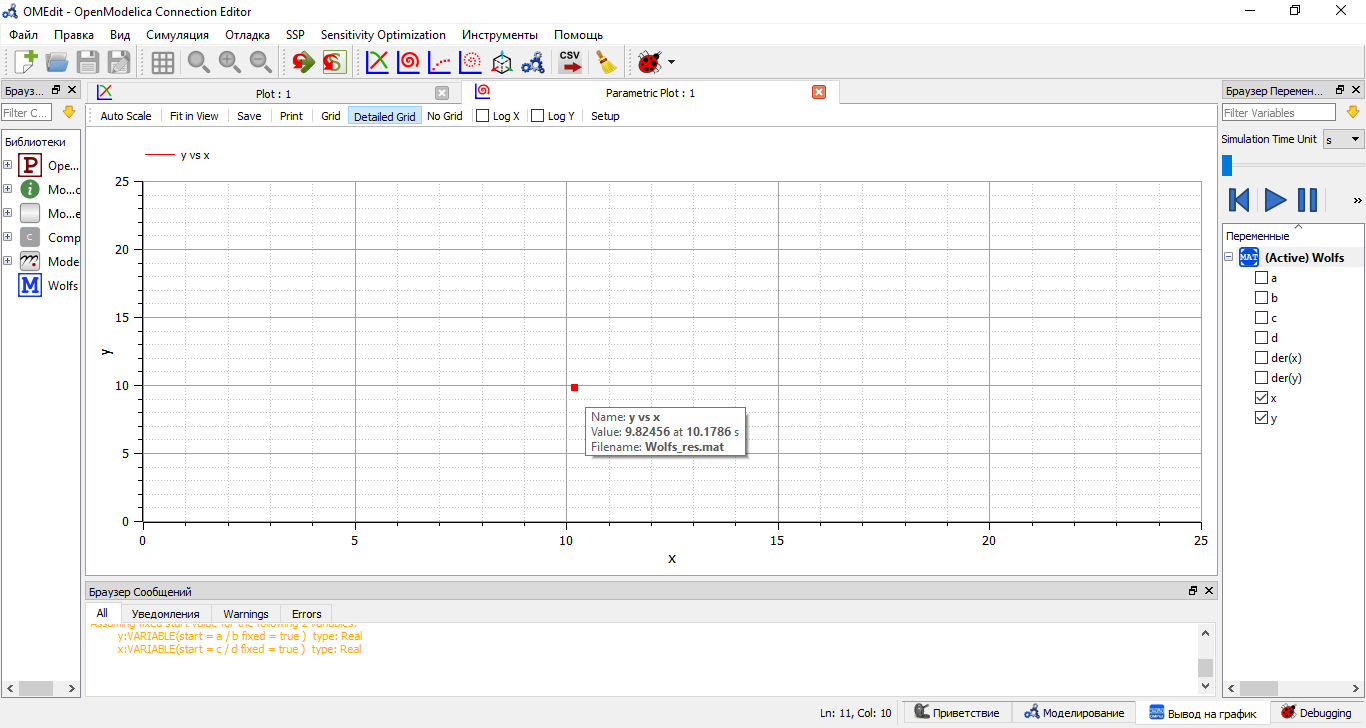 OMEdit - OpenModelica Connection Editor
Файл Правка Вид Симуляция Отладка SSP Sensitivity Optimization Инструменты Помощь
CSV
Брауз...
Filter C...
Библиотеки
P Ope...
i Mo...c
Mo...e
C Comp
Mode
M Wolfs
Plot : 1
Parametric Plot : 1
Auto Scale Fit in View Save Print Grid Detailed Grid No Grid Log X Log Y Setup
y vs x
25
20
15
10
5
0
y
0 5 10 15 20 25
x
Name: y vs x
Value: 9.82456 at 10.1786 s
Filename: Wolfs_res.mat
Браузер Сообщений
All Уведомления Warnings Errors
Assuming fixed start value for the following 2 variables:
y:VARIABLE(start = a / b fixed = true ) type: Real
x:VARIABLE(start = c / d fixed = true ) type: Real
Браузер Перемен...
Filter Variables
Simulation Time Unit s
»
Переменные
MAT (Active) Wolfs
a
b
c
d
der(x)
der(y)
x
y
Ln: 11, Col: 10 Приветствие Моделирование Вывод на график Debugging